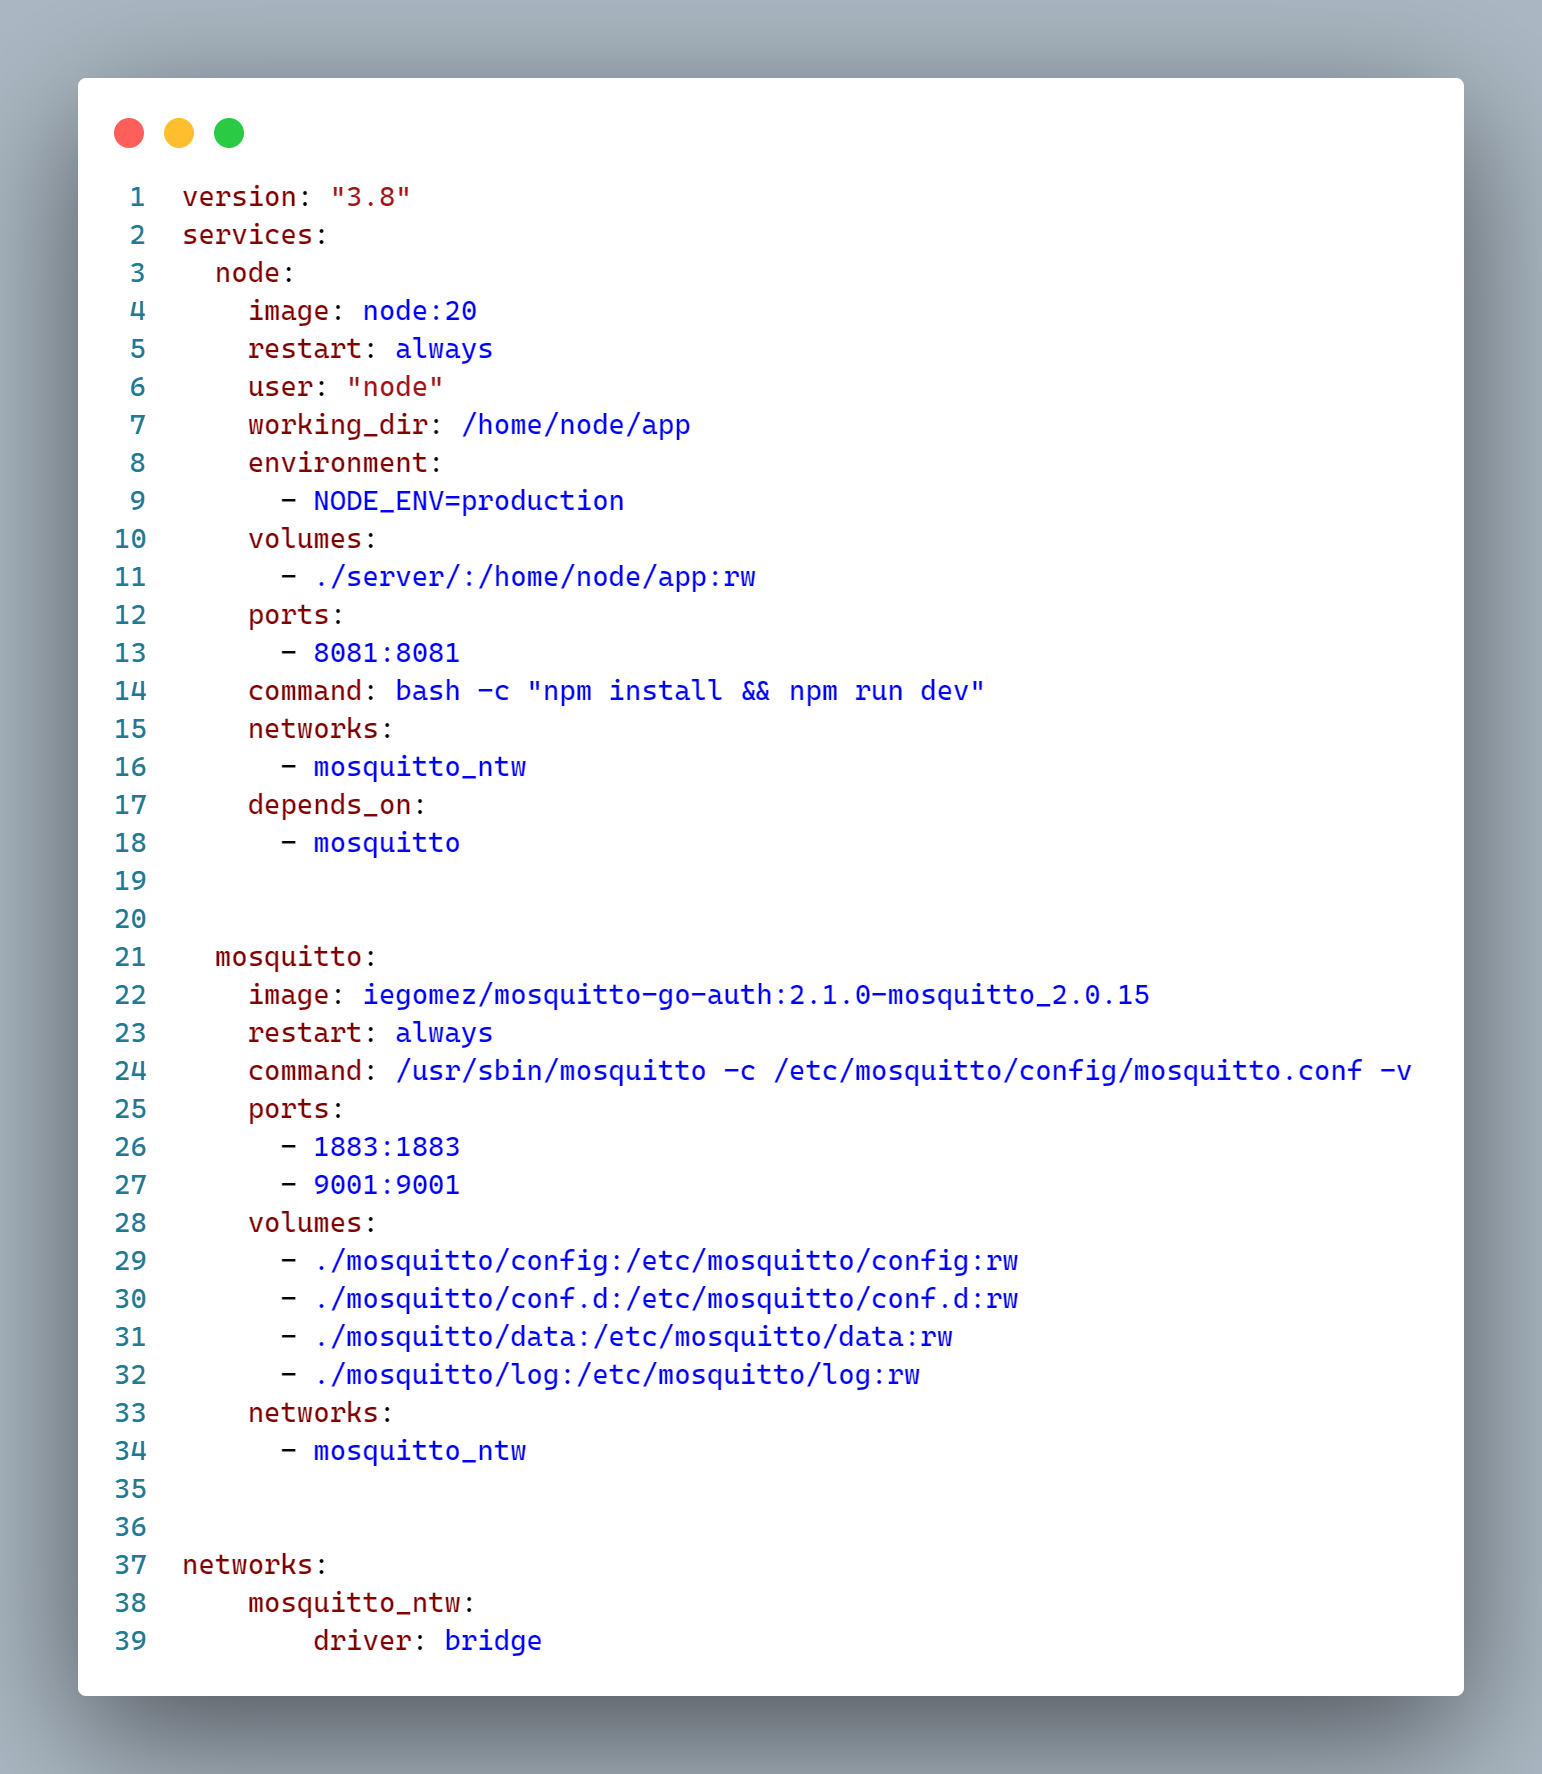 1 version: "3.8"
2 services:
3   node:
4     image: node:20
5     restart: always
6     user: "node"
7     working_dir: /home/node/app
8     environment:
9       - NODE_ENV=production
10     volumes:
11       - ./server/:/home/node/app:rw
12     ports:
13       - 8081:8081
14     command: bash -c "npm install && npm run dev"
15     networks:
16       - mosquitto_ntw
17     depends_on:
18       - mosquitto
19
20
21   mosquitto:
22     image: iegomez/mosquitto-go-auth:2.1.0-mosquitto_2.0.15
23     restart: always
24     command: /usr/sbin/mosquitto -c /etc/mosquitto/config/mosquitto.conf -v
25     ports:
26       - 1883:1883
27       - 9001:9001
28     volumes:
29       - ./mosquitto/config:/etc/mosquitto/config:rw
30       - ./mosquitto/conf.d:/etc/mosquitto/conf.d:rw
31       - ./mosquitto/data:/etc/mosquitto/data:rw
32       - ./mosquitto/log:/etc/mosquitto/log:rw
33     networks:
34       - mosquitto_ntw
35
36
37 networks:
38     mosquitto_ntw:
39         driver: bridge